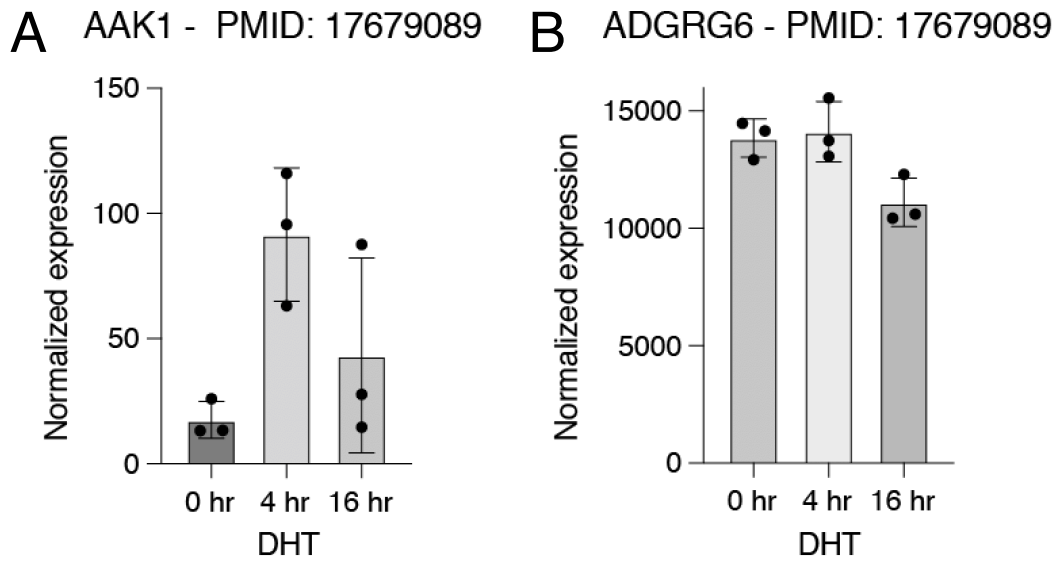 A
AAK1 - PMID: 17679089
Normalized expression
150
100
50
0
0 hr
4 hr
16 hr
DHT
B
ADGRG6 - PMID: 17679089
Normalized expression
15000
10000
5000
0
0 hr
4 hr
16 hr
DHT